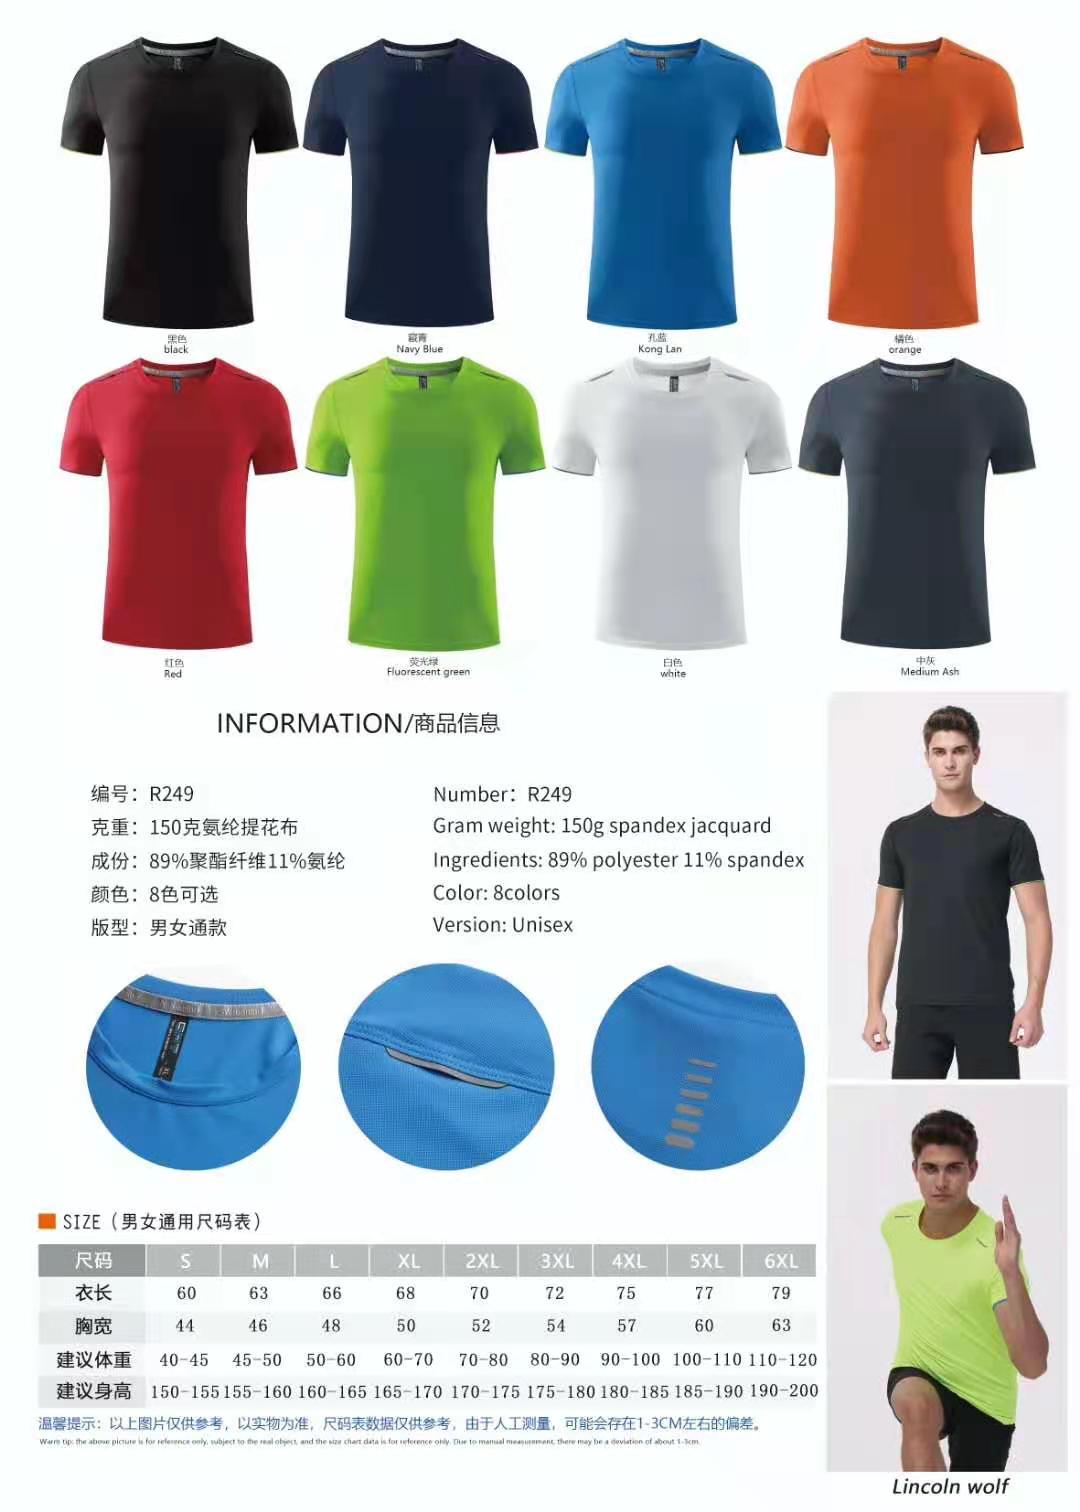 黑色
black
藏青
Navy Blue
孔蓝
Kong Lan
橘色
orange
红色
Red
荧光绿
Fluorescent green
白色
white
中灰
Medium Ash
INFORMATION/商品信息
编号：R249
克重：150克氨纶提花布
成份：89%聚酯纤维11%氨纶
颜色：8色可选
版型：男女通款
Number：R249
Gram weight: 150g spandex jacquard
Ingredients: 89% polyester 11% spandex
Color: 8colors
Version: Unisex
XL
SIZE（男女通用尺码表）
尺码 S M L XL 2XL 3XL 4XL 5XL 6XL
衣长 60 63 66 68 70 72 75 77 79
胸宽 44 46 48 50 52 54 57 60 63
建议体重 40-45 45-50 50-60 60-70 70-80 80-90 90-100 100-110 110-120
建议身高 150-155 155-160 160-165 165-170 170-175 175-180 180-185 185-190 190-200
温馨提示：以上图片仅供参考，以实物为准，尺码表数据仅供参考，由于人工测量，可能会存在1-3CM左右的偏差。
Warm tip: the above picture is for reference only, subject to the real object, and the size chart data is for reference only. Due to manual measurement, there may be a deviation of about 1-3cm.
Lincoln wolf